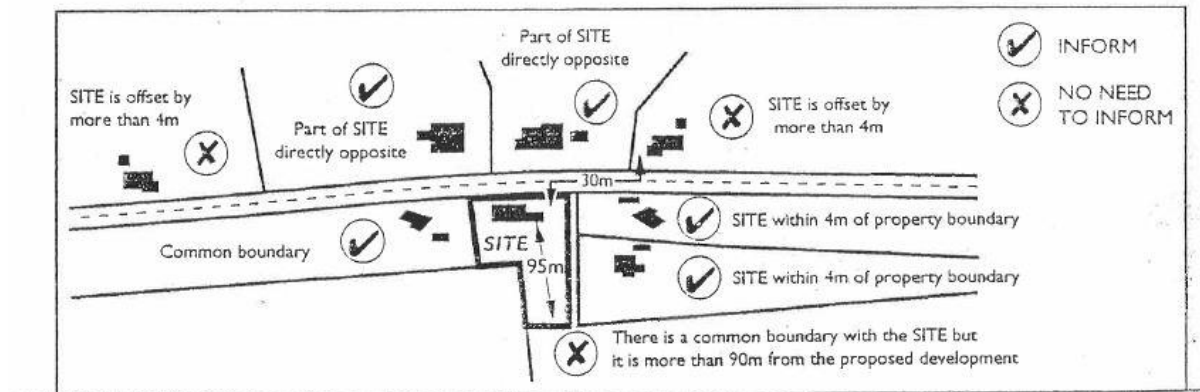 Part of SITE
directly opposite
INFORM
NO NEED
TO INFORM
SITE is offset by
more than 4m
Part of SITE
directly opposite
SITE is offset by
more than 4m
30m
SITE within 4m of property boundary
Common boundary
SITE
95m
SITE within 4m of property boundary
There is a common boundary with the SITE but
it is more than 90m from the proposed development